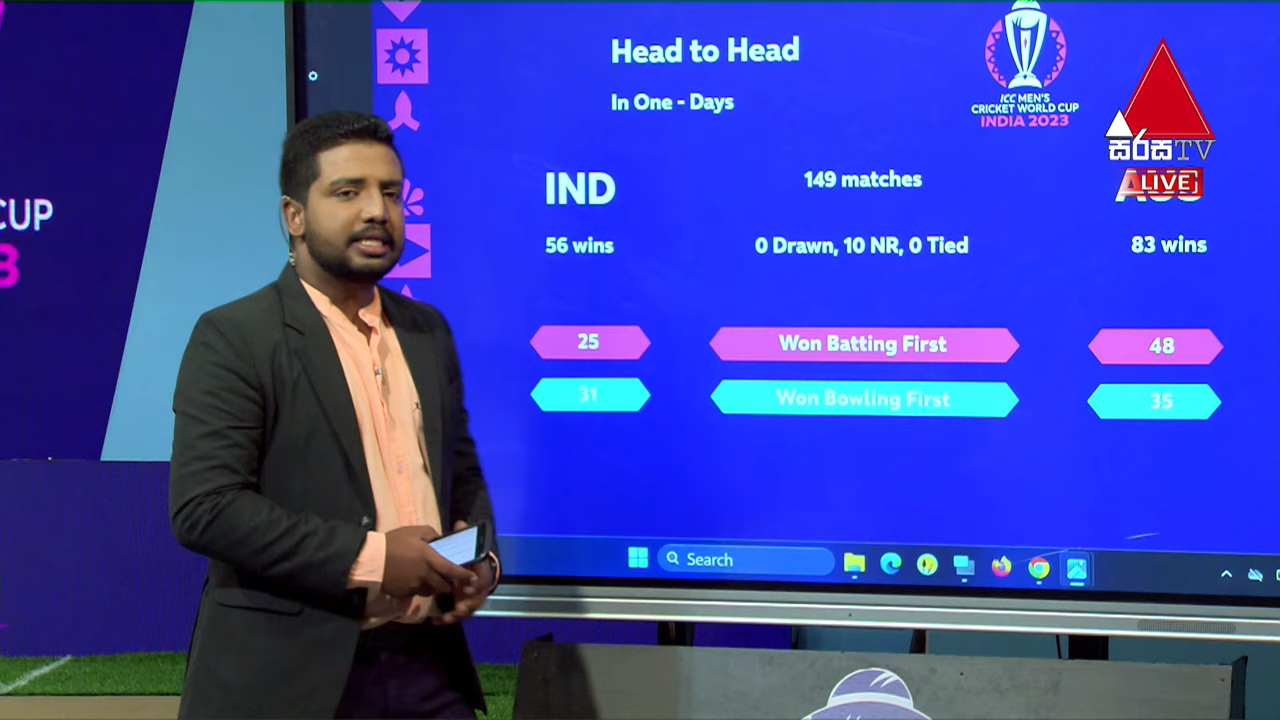 Head to Head
In One - Days
ICC MEN'S
CRICKET WORLD CUP
INDIA 2023
සිරස TV
LIVE
CUP
3
IND
149 matches
AUS
56 wins
0 Drawn, 10 NR, 0 Tied
83 wins
25
Won Batting First
48
31
Won Bowling First
35
Search